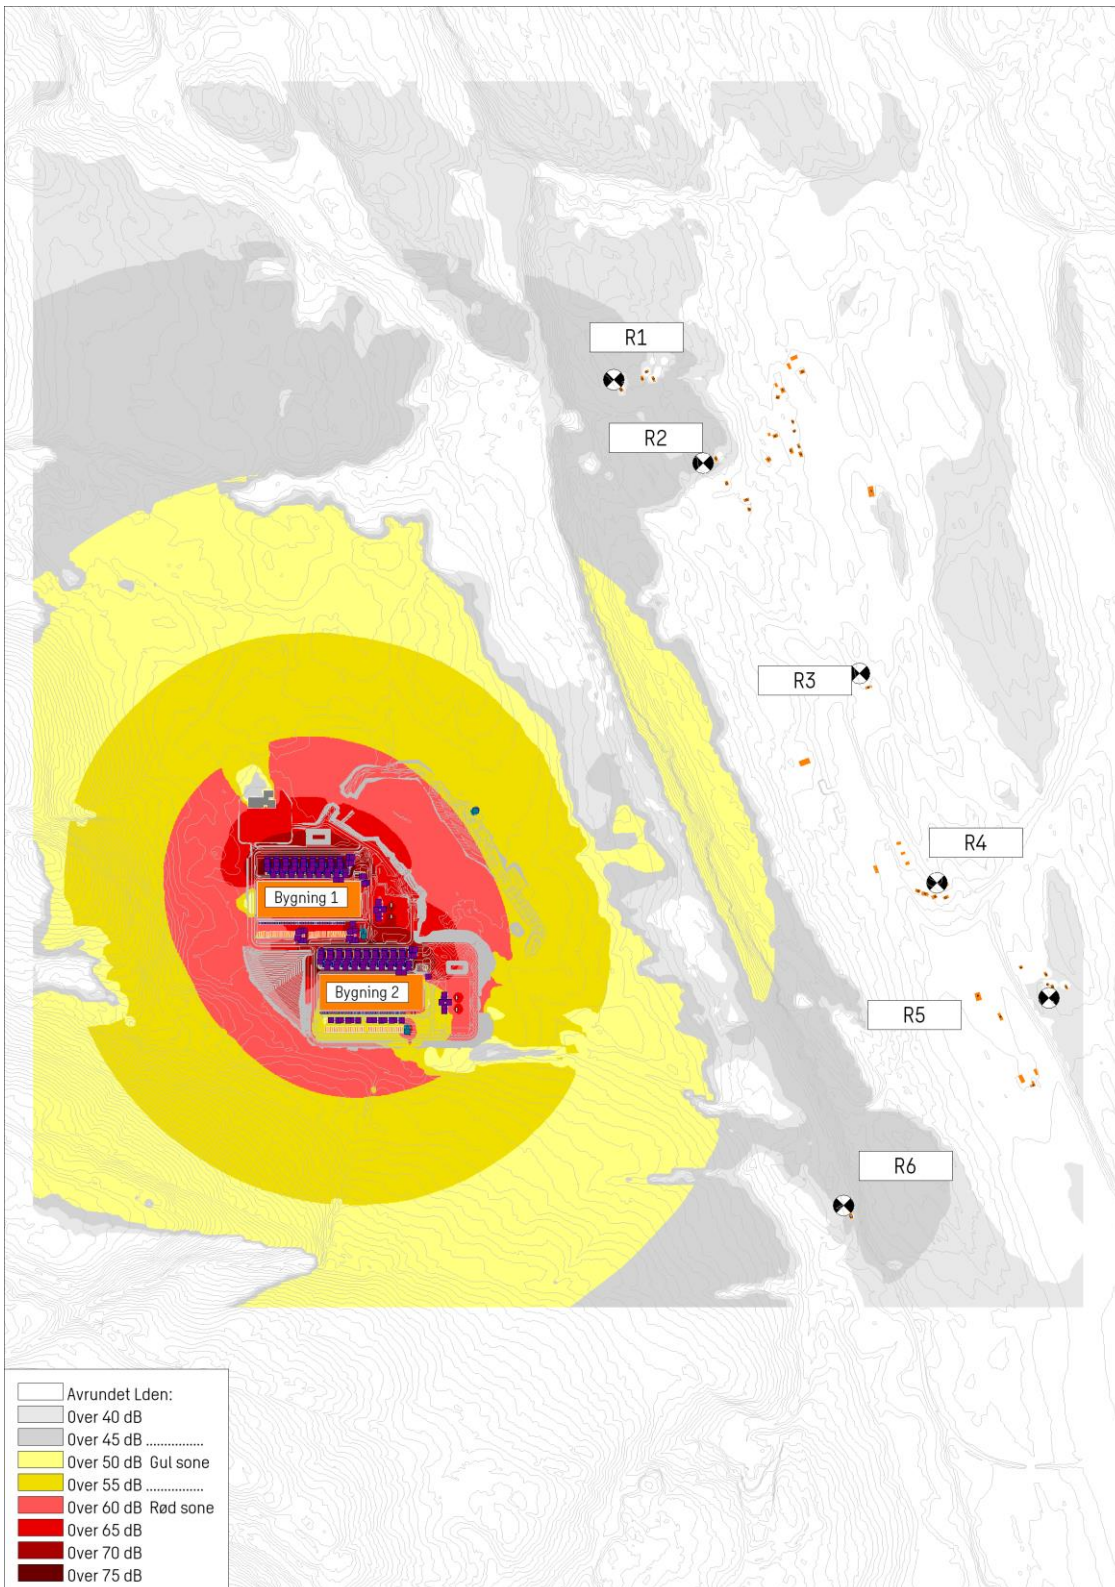 R1
R2
R3
R4
Bygning 1
Bygning 2
R5
R6
Avrundet Lden:
Over 40 dB
Over 45 dB ................
Over 50 dB Gul sone
Over 55 dB ................
Over 60 dB Rød sone
Over 65 dB
Over 70 dB
Over 75 dB